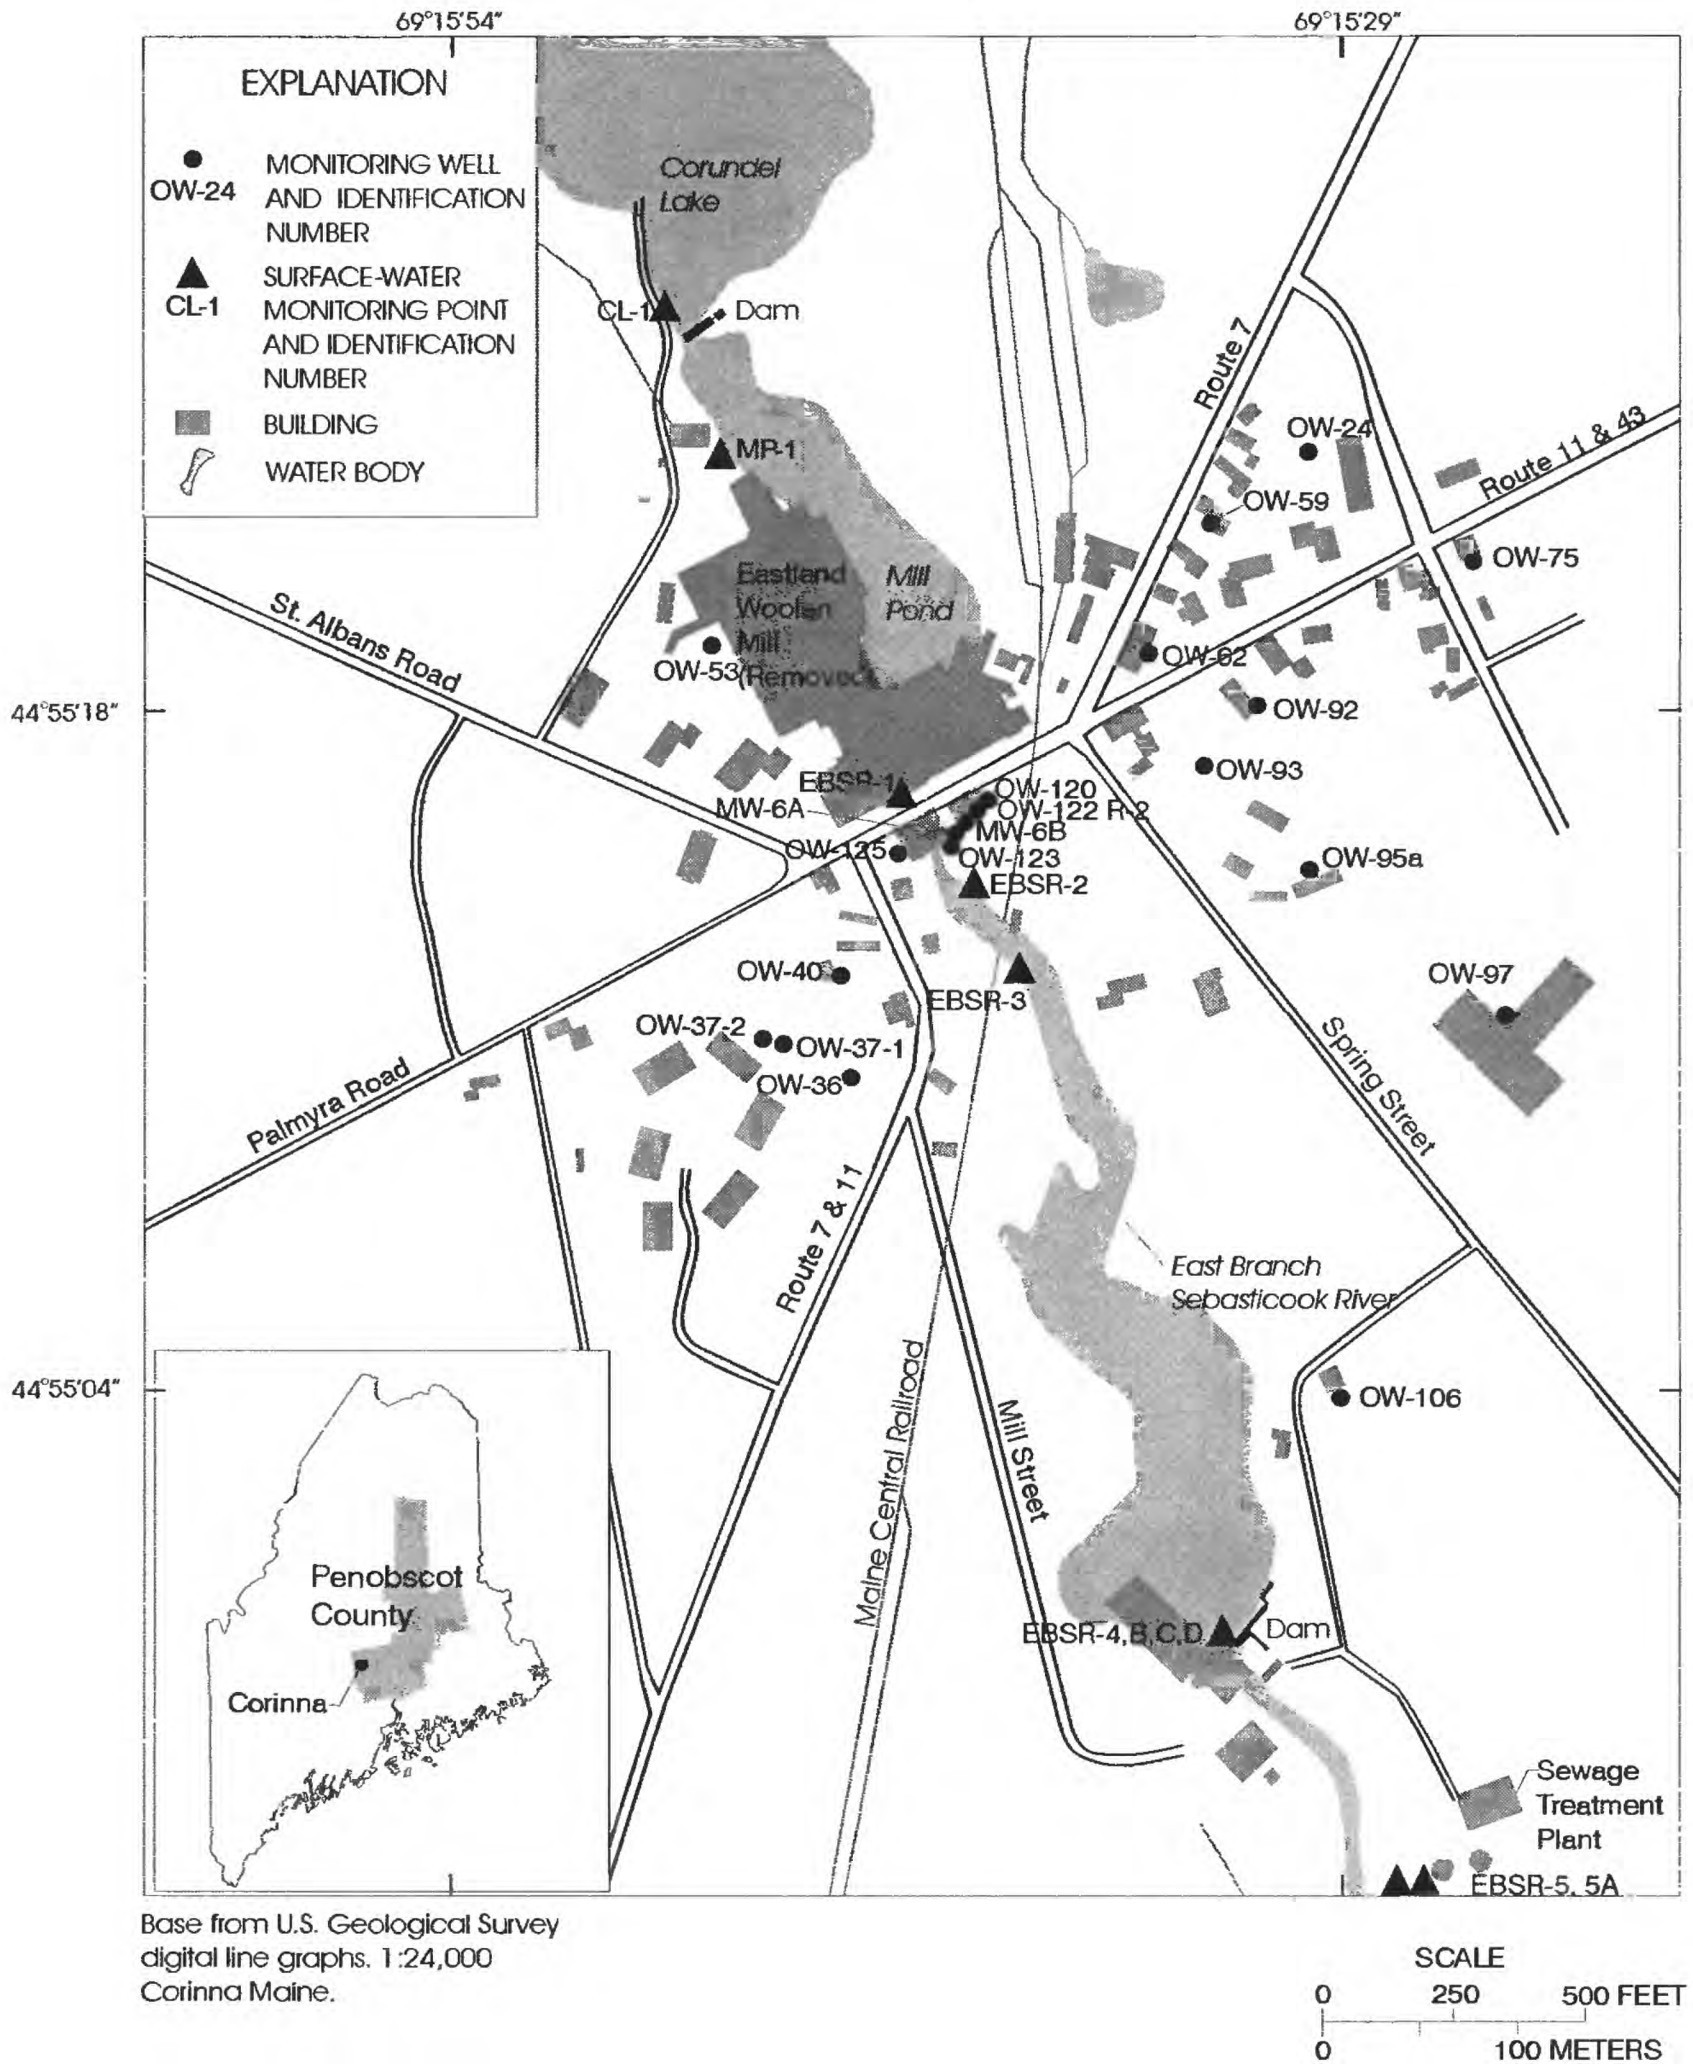 69°15'54"
69°15'29"
EXPLANATION
MONITORING WELL
OW-24
AND IDENTIFICATION
NUMBER
SURFACE-WATER
CL-1
MONITORING POINT
AND IDENTIFICATION
NUMBER
BUILDING
WATER BODY
Corundel
Lake
CL-1
Dam
Route 7
MP-1
OW-24
Route 11 & 43
OW-59
OW-75
Eastland
Woolen
Mill
(Removed)
Mill
Pond
St. Albans Road
OW-53
OW-62
44°55'18"
OW-92
OW-93
EBSR-1
OW-120
MW-6A
OW-122 R-2
MW-6B
OW-125
OW-123
OW-95a
EBSR-2
OW-40
OW-97
EBSR-3
OW-37-2
OW-37-1
OW-36
Spring Street
Palmyra Road
Route 7 & 11
East Branch
Sebasticook River
44°55'04"
OW-106
Maine Central Railroad
Mill Street
Penobscot
County
Corinna
EBSR-4,B,C,D
Dam
Sewage
Treatment
Plant
EBSR-5, 5A
Base from U.S. Geological Survey
digital line graphs. 1:24,000
Corinna Maine.
SCALE
0 250 500 FEET
0 100 METERS